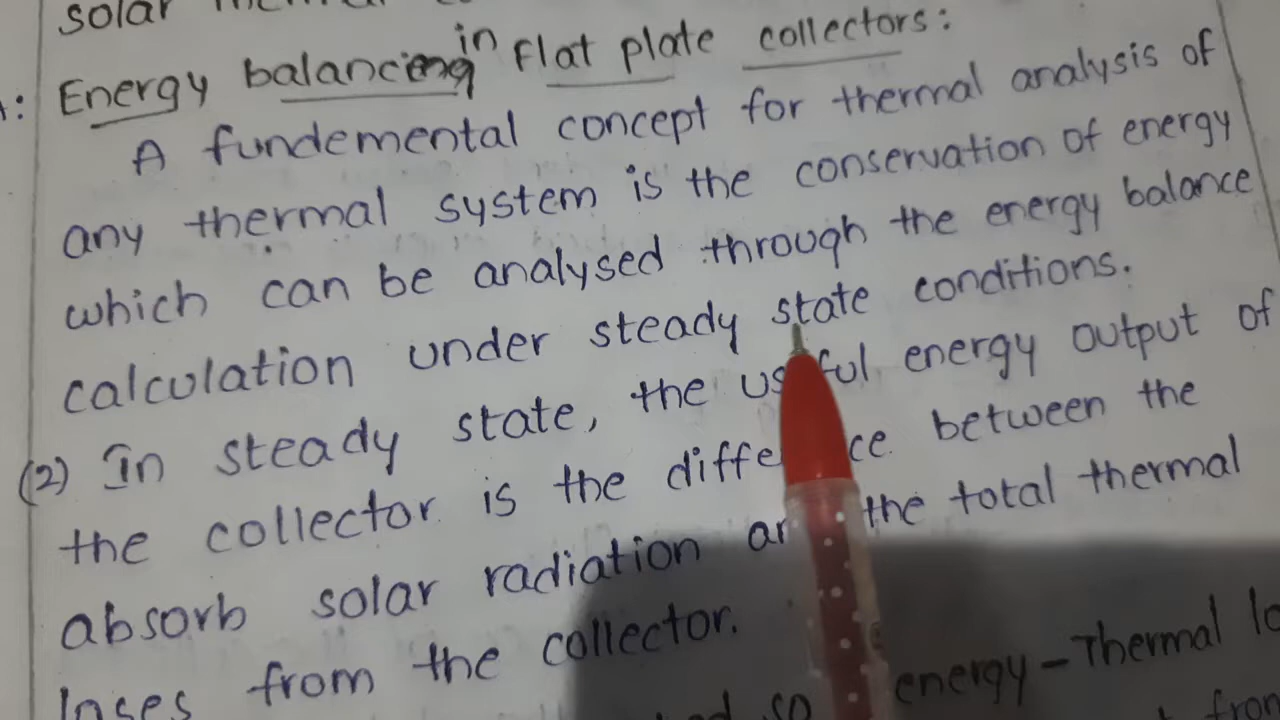 solar
Energy balancing in Flat plate collectors:
A fundemental concept for thermal analysis of
any thermal system is the conservation of energy
which can be analysed through the energy balance
calculation under steady state conditions.
(2) In steady state, the useful energy output of
the collector is the difference between the
absorb solar radiation and the total thermal
loses from the collector.
energy - Thermal
from